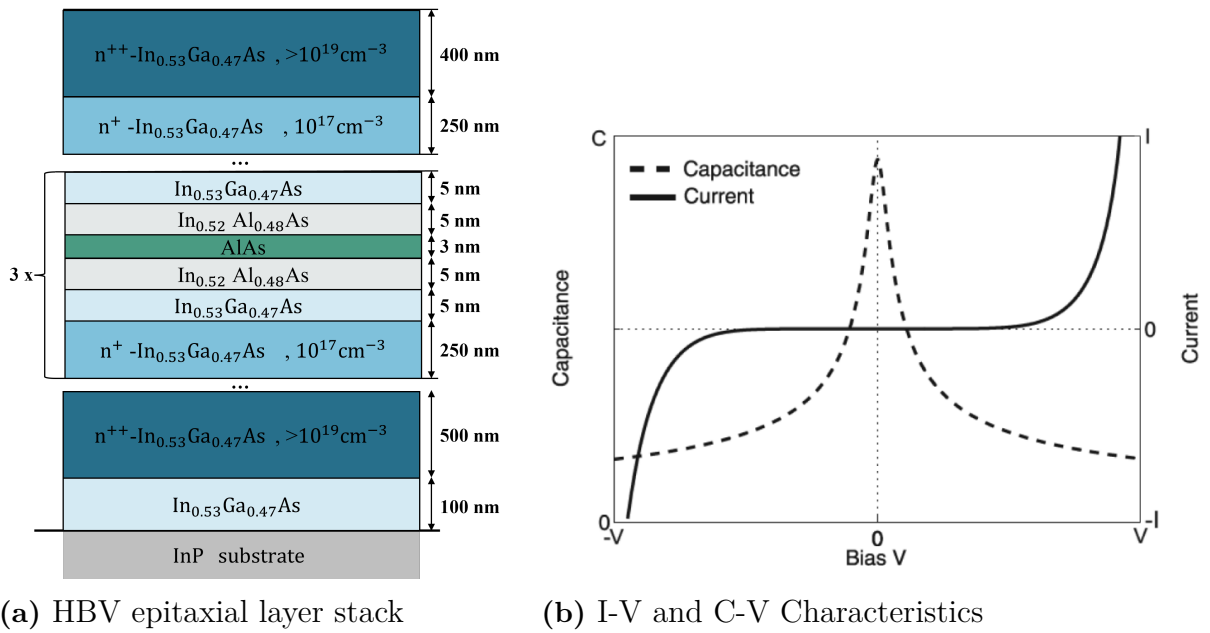 n⁺⁺-In₀.₅₃Ga₀.₄₇As , >10¹⁹cm⁻³
400 nm
n⁺ -In₀.₅₃Ga₀.₄₇As , 10¹⁷cm⁻³
250 nm
...
In₀.₅₃Ga₀.₄₇As
5 nm
In₀.₅₂ Al₀.₄₈As
5 nm
AlAs
3 nm
3 x
In₀.₅₂ Al₀.₄₈As
5 nm
In₀.₅₃Ga₀.₄₇As
5 nm
n⁺ -In₀.₅₃Ga₀.₄₇As , 10¹⁷cm⁻³
250 nm
...
n⁺⁺-In₀.₅₃Ga₀.₄₇As, >10¹⁹cm⁻³
500 nm
In₀.₅₃Ga₀.₄₇As
100 nm
InP substrate
(a) HBV epitaxial layer stack
C
I
Capacitance
Current
Capacitance
0
Current
0
-I
-V
0
V
Bias V
(b) I-V and C-V Characteristics